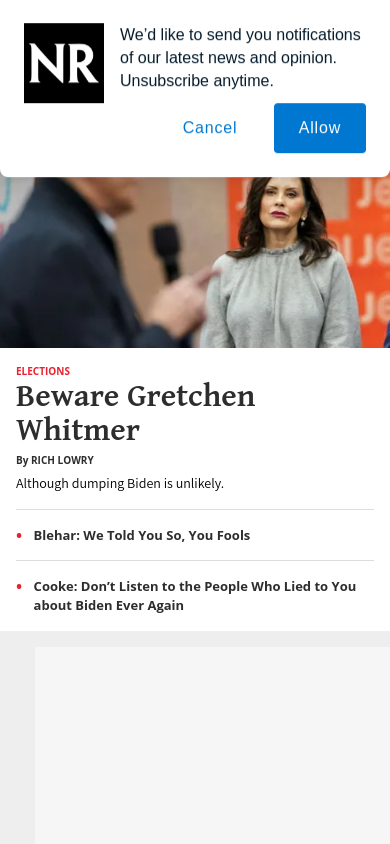 NR
We’d like to send you notifications
of our latest news and opinion.
Unsubscribe anytime.
Cancel
Allow
Je
Je
ELECTIONS
Beware Gretchen
Whitmer
By RICH LOWRY
Although dumping Biden is unlikely.
• Blehar: We Told You So, You Fools
• Cooke: Don’t Listen to the People Who Lied to You
about Biden Ever Again